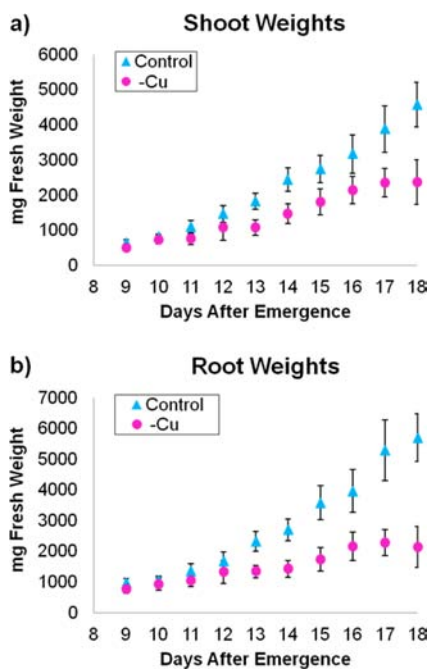 a) Shoot Weights
6000
5000
4000
3000
2000
1000
0
mg Fresh Weight
Control
-Cu
8 9 10 11 12 13 14 15 16 17 18
Days After Emergence
b) Root Weights
7000
6000
5000
4000
3000
2000
1000
0
mg Fresh Weight
Control
-Cu
8 9 10 11 12 13 14 15 16 17 18
Days After Emergence